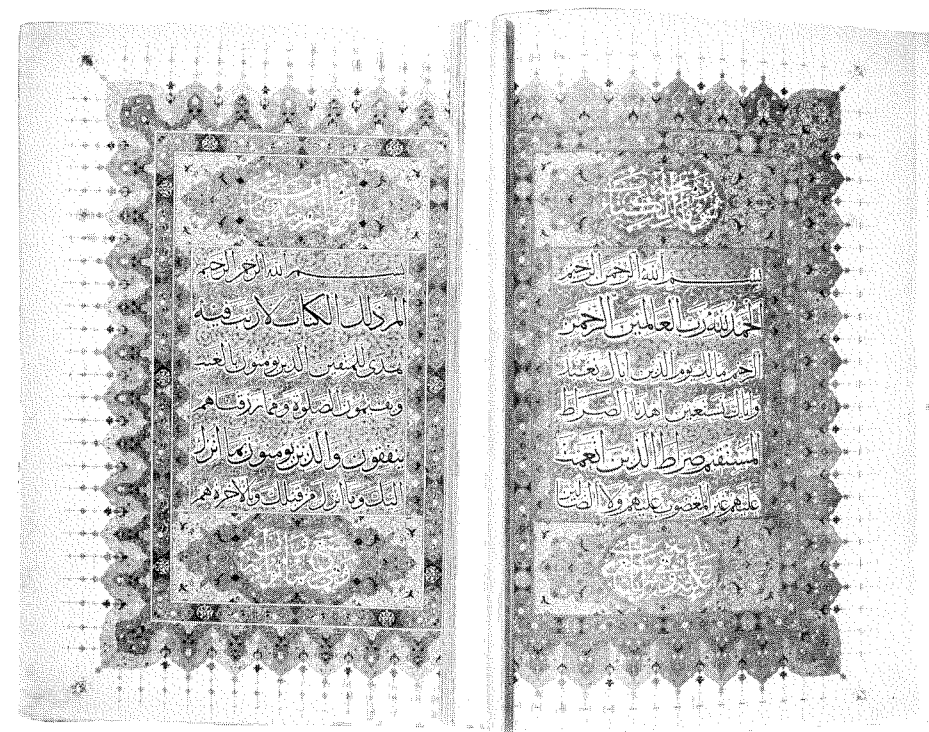 بسم الله الرحمن الرحيم
الحمد لله رب العالمين الرحمن
الرحيم مالك يوم الدين اياك نعبد
واياك نستعين اهدنا الصراط
المستقيم صراط الذين انعمت
عليهم غير المغضوب عليهم ولا الضالين
بسم الله الرحمن الرحيم
الم ذلك الكتاب لا ريب فيه
هدى للمتقين الذين يومنون بالغيب
ويقيمون الصلوة ومما رزقناهم
ينفقون والذين يومنون بما انزل
اليك وما انزل من قبلك وبالاخرة هم